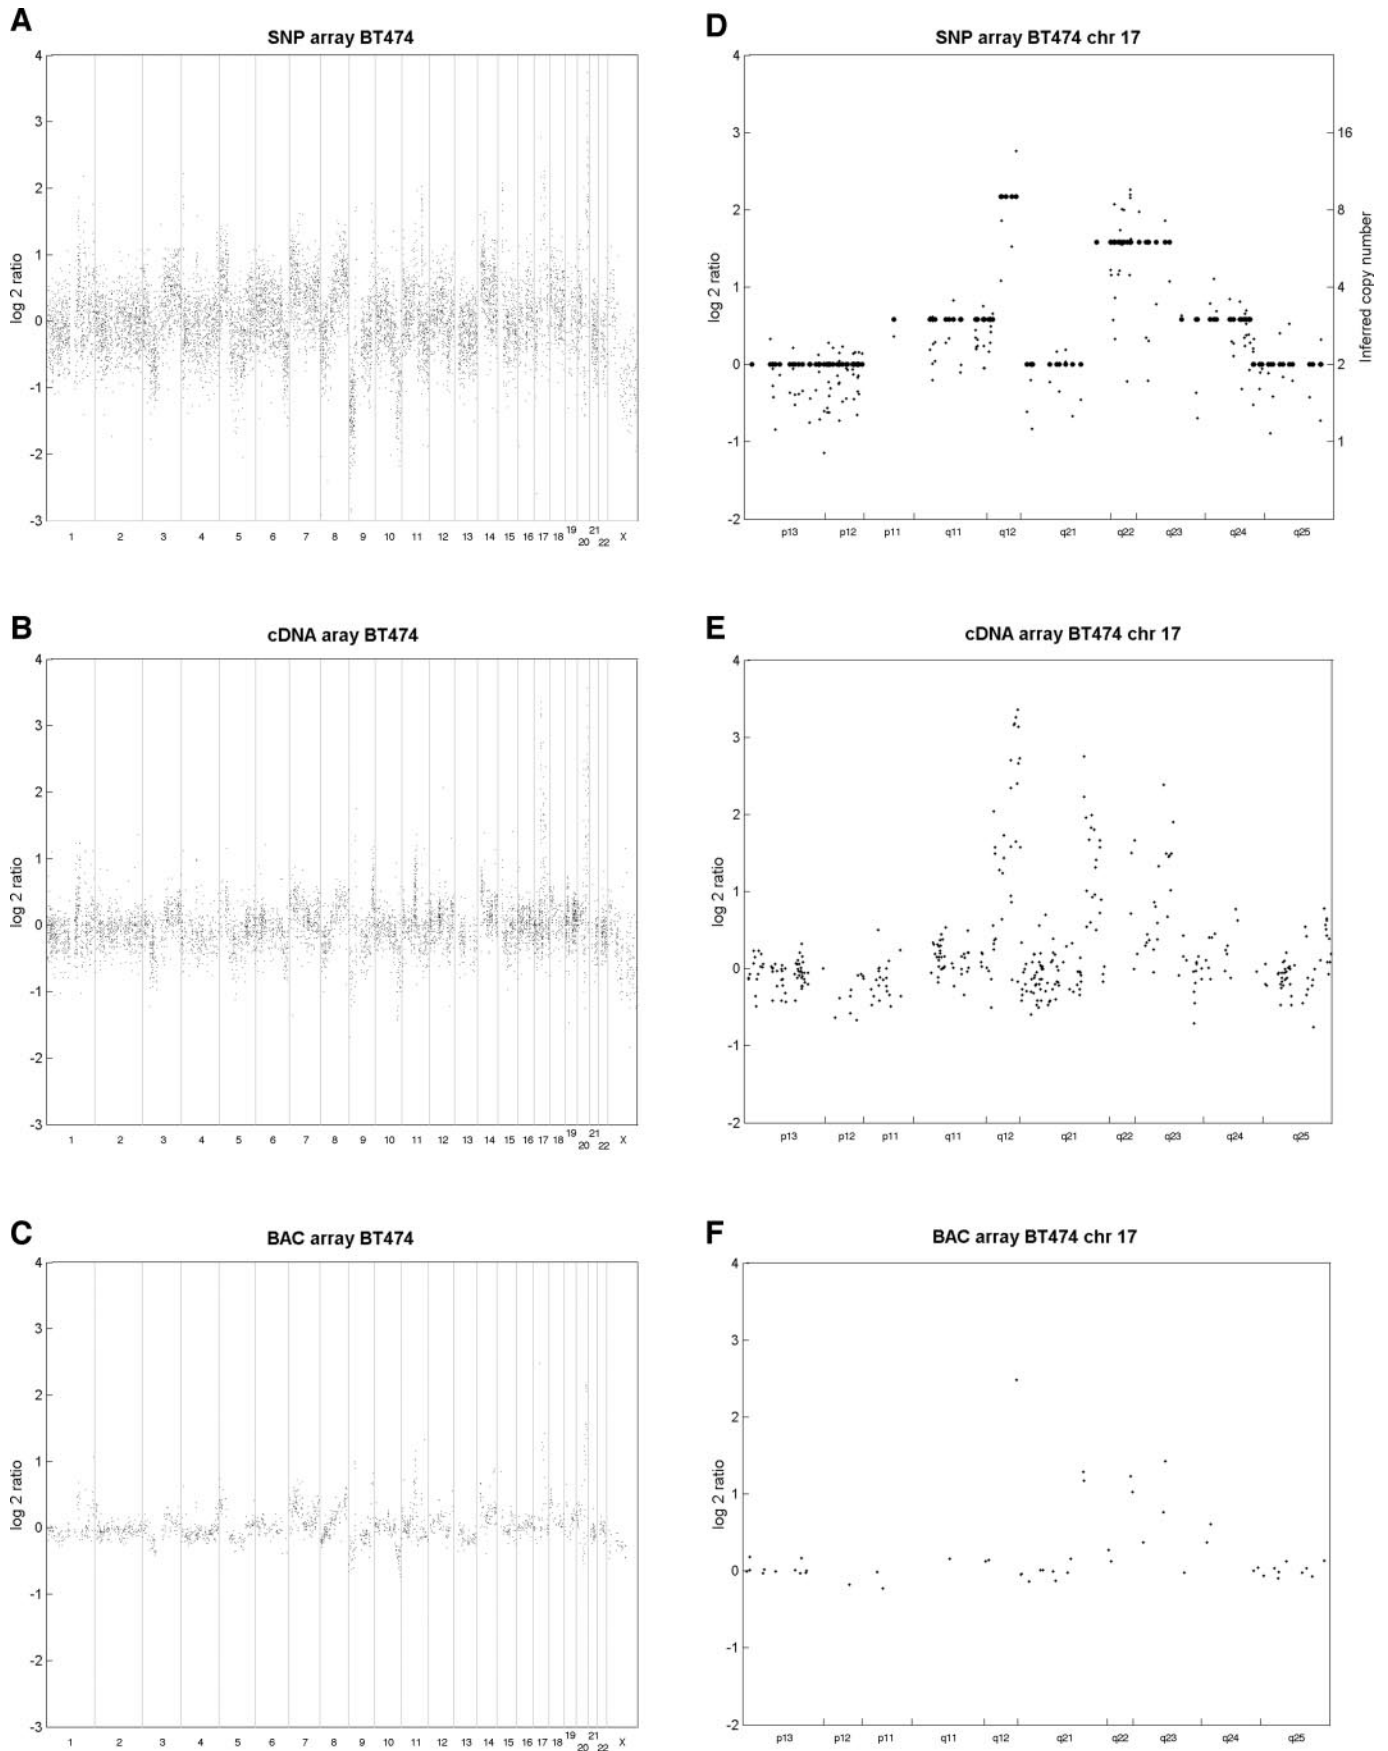 A
SNP array BT474
4
3
2
1
0
-1
-2
-3
log 2 ratio
1 2 3 4 5 6 7 8 9 10 11 12 13 14 15 16 17 18 19 20 21 22 X
D
SNP array BT474 chr 17
4
3
2
1
0
-1
-2
log 2 ratio
16
8
4
2
1
Inferred copy number
p13 p12 p11 q11 q12 q21 q22 q23 q24 q25
B
cDNA aray BT474
4
3
2
1
0
-1
-2
-3
log 2 ratio
1 2 3 4 5 6 7 8 9 10 11 12 13 14 15 16 17 18 19 20 21 22 X
E
cDNA array BT474 chr 17
4
3
2
1
0
-1
-2
log 2 ratio
p13 p12 p11 q11 q12 q21 q22 q23 q24 q25
C
BAC array BT474
4
3
2
1
0
-1
-2
-3
log 2 ratio
1 2 3 4 5 6 7 8 9 10 11 12 13 14 15 16 17 18 19 20 21 22 X
F
BAC array BT474 chr 17
4
3
2
1
0
-1
-2
log 2 ratio
p13 p12 p11 q11 q12 q21 q22 q23 q24 q25